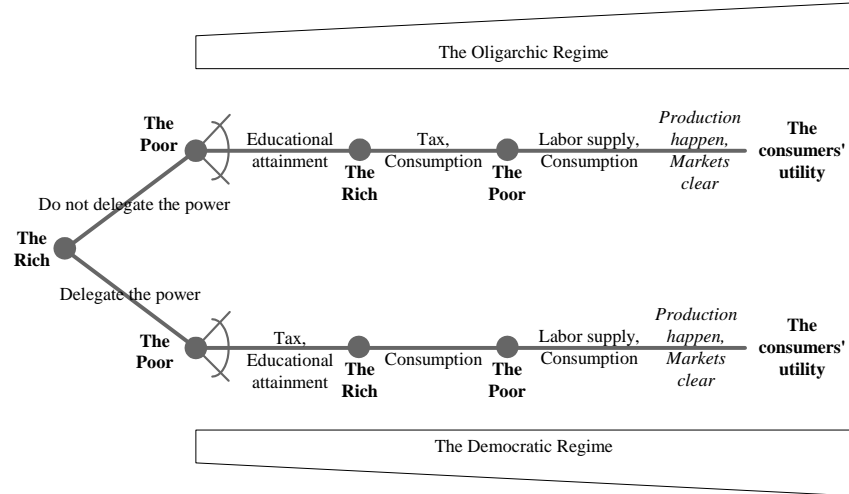 The Oligarchic Regime
The
Poor
Educational
attainment
The
Rich
Tax,
Consumption
The
Poor
Labor supply,
Consumption
Production
happen,
Markets
clear
The
consumers'
utility
Do not delegate the power
The
Rich
Delegate the power
The
Poor
Tax,
Educational
attainment
The
Rich
Consumption
The
Poor
Labor supply,
Consumption
Production
happen,
Markets
clear
The
consumers'
utility
The Democratic Regime